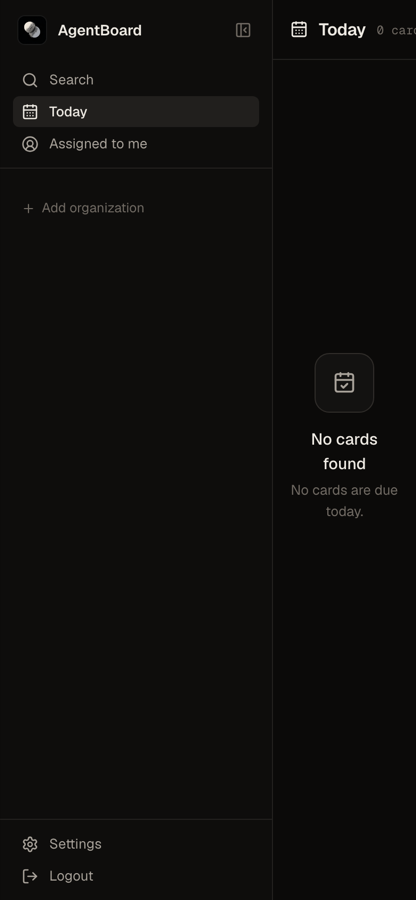 AgentBoard
Search
Today
Assigned to me
Add organization
Settings
Logout
Today 0 card
No cards
found
No cards are due
today.